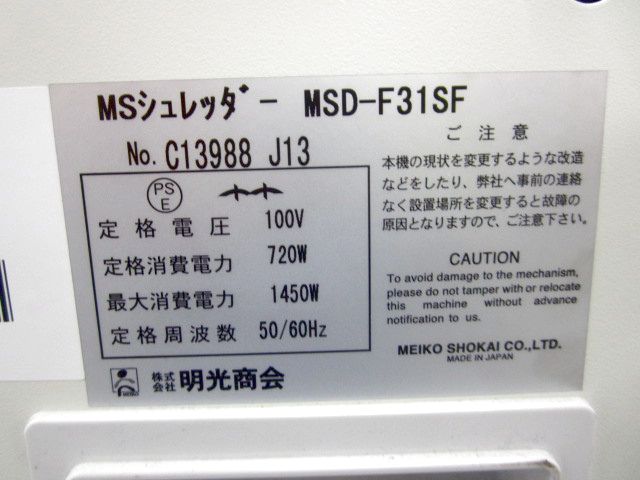 MSシュレッダー MSD-F31SF
No. C13988 J13
PS
E
定格電圧 100V
定格消費電力 720W
最大消費電力 1450W
定格周波数 50/60Hz
株式
会社 明光商会
ご注意
本機の現状を変更するような改造
などをしたり、弊社へ事前の連絡
なく設置場所を変更すると故障の
原因となりますので、ご注意下さい。
CAUTION
To avoid damage to the mechanism,
please do not tamper with or relocate
this machine without advance
notification to us.
MEIKO SHOKAI CO.,LTD.
MADE IN JAPAN